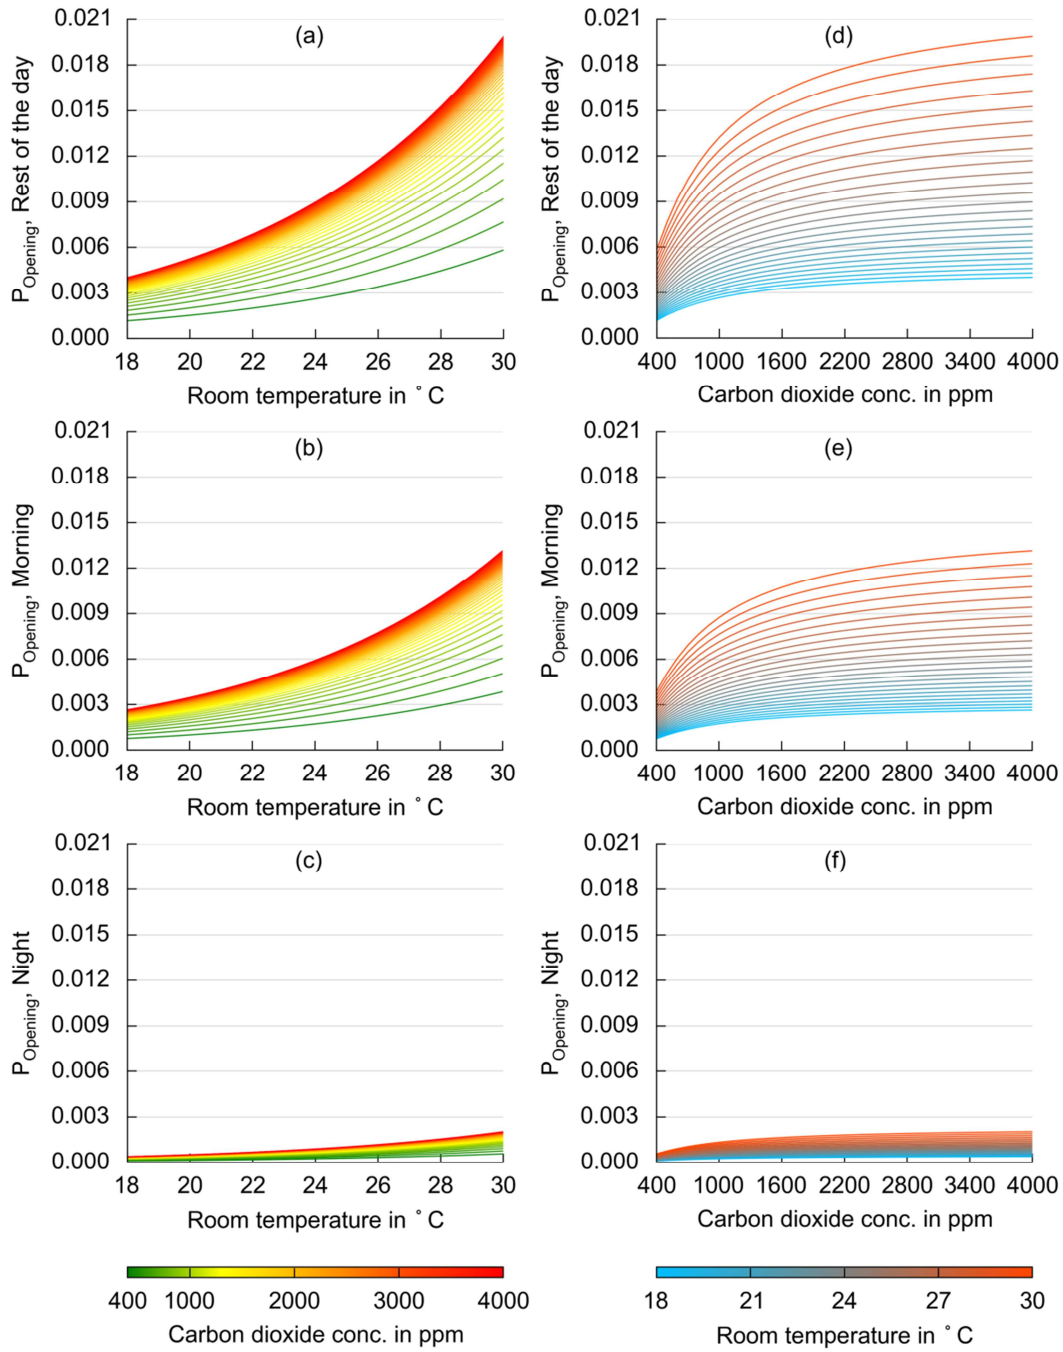 0.021
0.018
0.015
0.012
0.009
0.006
0.003
0.000
P_Opening, Rest of the day
(a)
18 20 22 24 26 28 30
Room temperature in °C
0.021
0.018
0.015
0.012
0.009
0.006
0.003
0.000
P_Opening, Rest of the day
(d)
400 1000 1600 2200 2800 3400 4000
Carbon dioxide conc. in ppm
0.021
0.018
0.015
0.012
0.009
0.006
0.003
0.000
P_Opening, Morning
(b)
18 20 22 24 26 28 30
Room temperature in °C
0.021
0.018
0.015
0.012
0.009
0.006
0.003
0.000
P_Opening, Morning
(e)
400 1000 1600 2200 2800 3400 4000
Carbon dioxide conc. in ppm
0.021
0.018
0.015
0.012
0.009
0.006
0.003
0.000
P_Opening, Night
(c)
18 20 22 24 26 28 30
Room temperature in °C
0.021
0.018
0.015
0.012
0.009
0.006
0.003
0.000
P_Opening, Night
(f)
400 1000 1600 2200 2800 3400 4000
Carbon dioxide conc. in ppm
400 1000 2000 3000 4000
Carbon dioxide conc. in ppm
18 21 24 27 30
Room temperature in °C